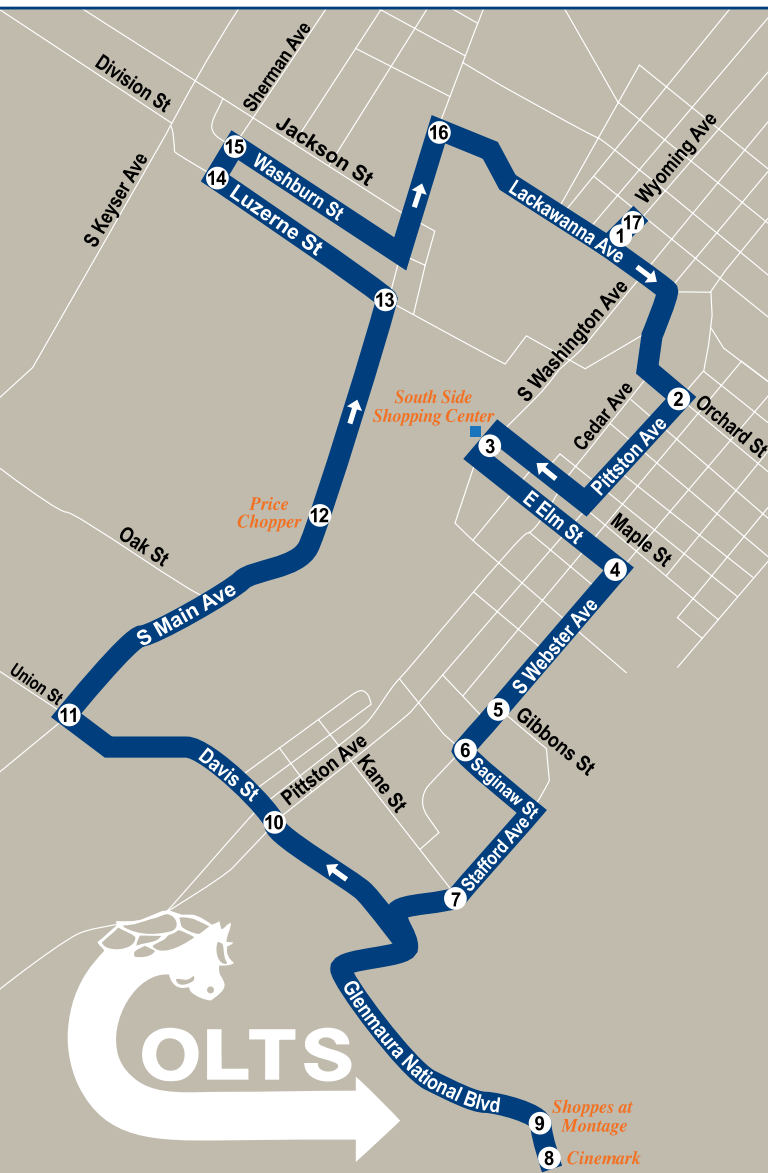 Sherman Ave
Division St
Jackson St
S Keyser Ave
Wyoming Ave
16
15
Washburn St
14
Luzerne St
Lackawanna Ave
17
1
13
S Washington Ave
South Side
Shopping Center
Cedar Ave
2
Orchard St
Pittston Ave
3
Price
Chopper
12
E Elm St
Maple St
Oak St
4
S Main Ave
S Webster Ave
Union St
11
5
Gibbons St
6
Davis St
Pittston Ave
Kane St
Saginaw St
10
Stafford Ave
7
Glenmaura National Blvd
COLTS
9
Shoppes at
Montage
8
Cinemark